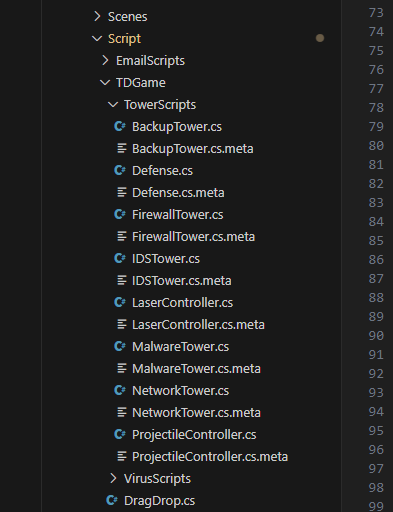 Scenes
Script
EmailScripts
TDGame
TowerScripts
C# BackupTower.cs
BackupTower.cs.meta
C# Defense.cs
Defense.cs.meta
C# FirewallTower.cs
FirewallTower.cs.meta
C# IDSTower.cs
IDSTower.cs.meta
C# LaserController.cs
LaserController.cs.meta
C# MalwareTower.cs
MalwareTower.cs.meta
C# NetworkTower.cs
NetworkTower.cs.meta
C# ProjectileController.cs
ProjectileController.cs.meta
VirusScripts
C# DragDrop.cs
73
74
75
76
77
78
79
80
81
82
83
84
85
86
87
88
89
90
91
92
93
94
95
96
97
98
99